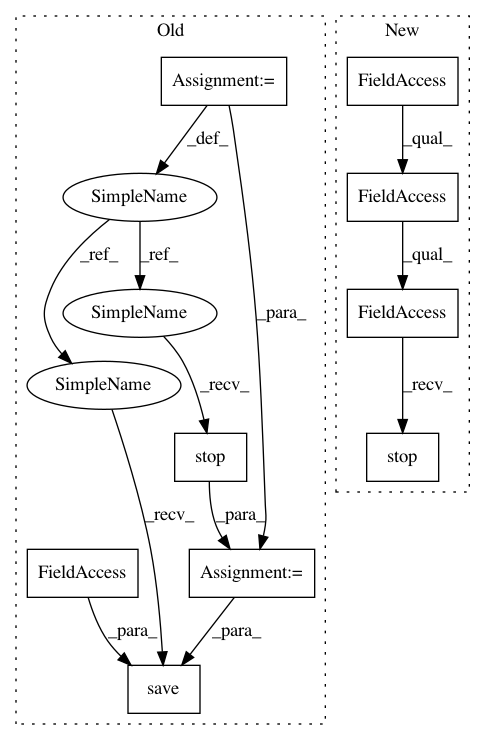 Old
New
Assignment:=
FieldAccess
_def_
_qual_
SimpleName
FieldAccess
_ref_
_ref_
_qual_
SimpleName
_para_
FieldAccess
SimpleName
_recv_
_recv_
stop
stop
_recv_
_para_
FieldAccess
Assignment:=
_para_
_para_
save